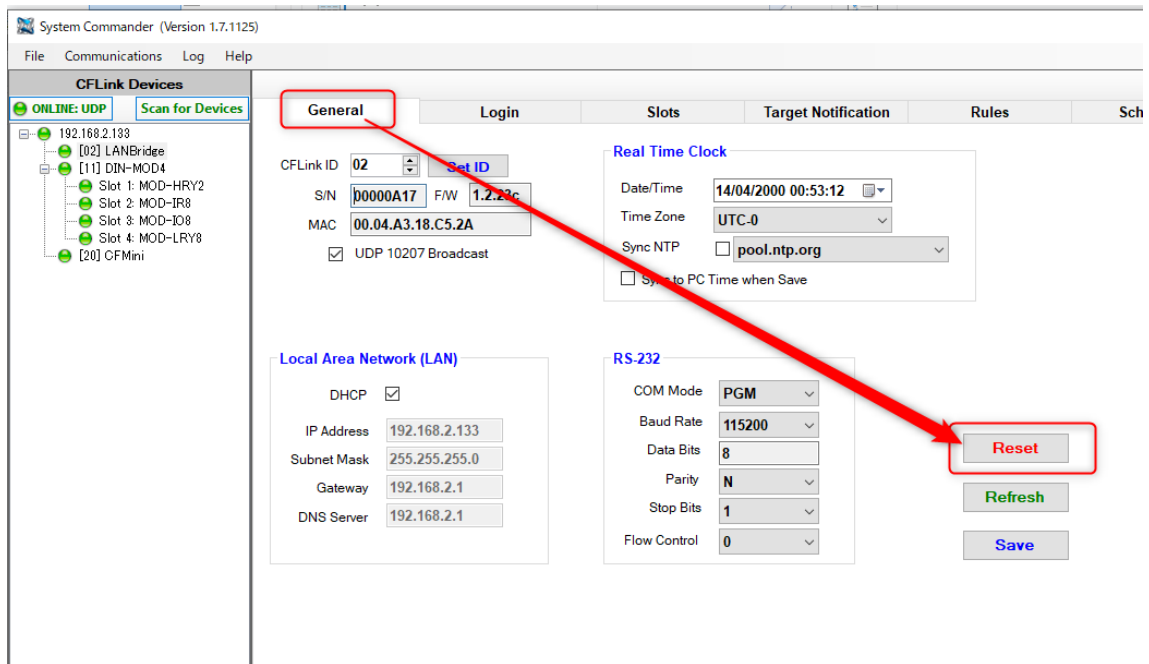 System Commander (Version 1.7.1125)
File Communications Log Help
CFLink Devices
ONLINE: UDP Scan for Devices
192.168.2.133
[02] LANBridge
[11] DIN-MOD4
Slot 1: MOD-HRY2
Slot 2: MOD-IR8
Slot 3: MOD-IO8
Slot 4: MOD-LRY8
[20] CFMini
General Login Slots Target Notification Rules Sch
CFLink ID 02 Set ID
S/N 00000A17 F/W 1.2.23c
MAC 00.04.A3.18.C5.2A
UDP 10207 Broadcast
Real Time Clock
Date/Time 14/04/2000 00:53:12
Time Zone UTC-0
Sync NTP pool.ntp.org
Sync to PC Time when Save
Local Area Network (LAN)
DHCP
IP Address 192.168.2.133
Subnet Mask 255.255.255.0
Gateway 192.168.2.1
DNS Server 192.168.2.1
RS-232
COM Mode PGM
Baud Rate 115200
Data Bits 8
Parity N
Stop Bits 1
Flow Control 0
Reset
Refresh
Save